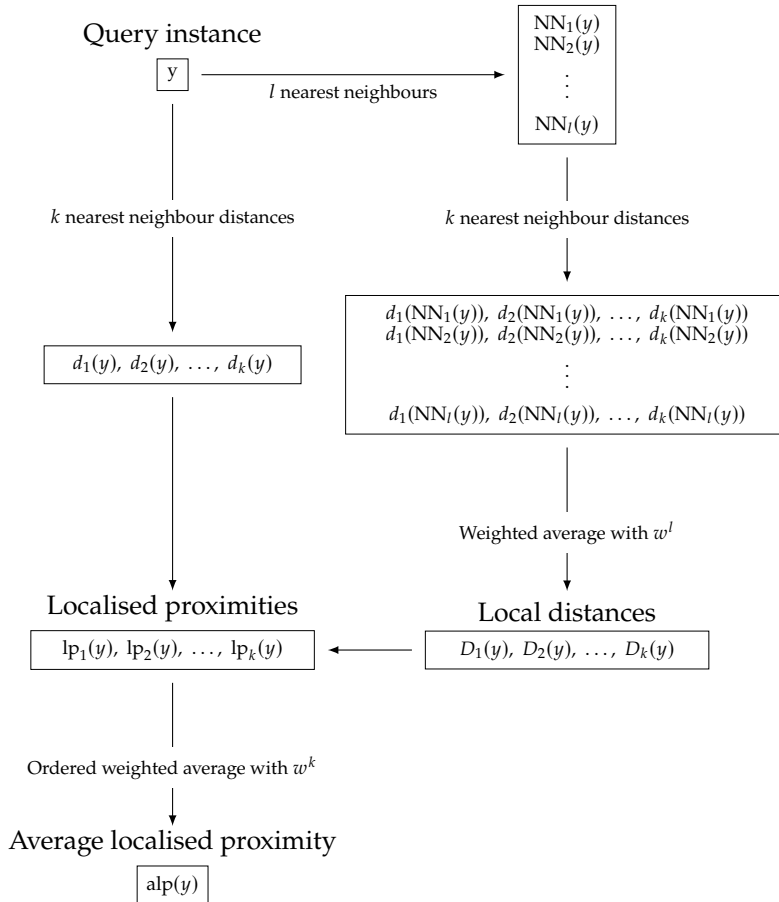 Query instance
y
l nearest neighbours
NN₁(y)
NN₂(y)
⋮
NNₗ(y)
k nearest neighbour distances
k nearest neighbour distances
d₁(y), d₂(y), …, dₖ(y)
d₁(NN₁(y)), d₂(NN₁(y)), …, dₖ(NN₁(y))
d₁(NN₂(y)), d₂(NN₂(y)), …, dₖ(NN₂(y))
⋮
d₁(NNₗ(y)), d₂(NNₗ(y)), …, dₖ(NNₗ(y))
Weighted average with wˡ
Localised proximities
lp₁(y), lp₂(y), …, lpₖ(y)
Local distances
D₁(y), D₂(y), …, Dₖ(y)
Ordered weighted average with wᵏ
Average localised proximity
alp(y)